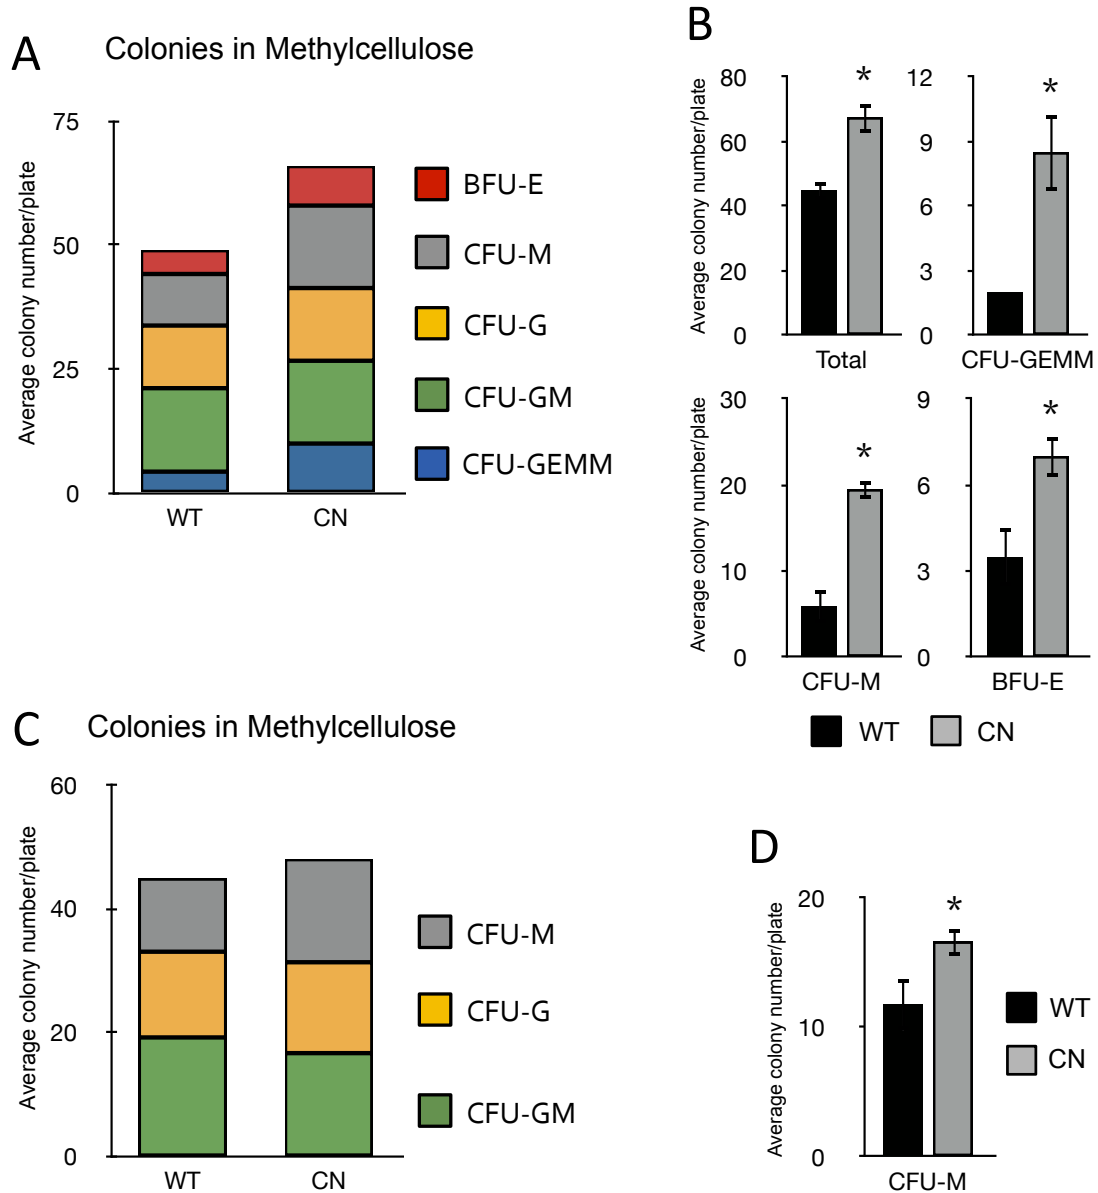 A
Colonies in Methylcellulose
Average colony number/plate
75
50
25
0
WT
CN
BFU-E
CFU-M
CFU-G
CFU-GM
CFU-GEMM
B
Average colony number/plate
80
60
40
20
0
*
Total
12
9
6
3
0
*
CFU-GEMM
Average colony number/plate
30
20
10
0
*
CFU-M
9
6
3
0
*
BFU-E
WT
CN
C
Colonies in Methylcellulose
Average colony number/plate
60
40
20
0
WT
CN
CFU-M
CFU-G
CFU-GM
D
Average colony number/plate
20
10
0
*
CFU-M
WT
CN